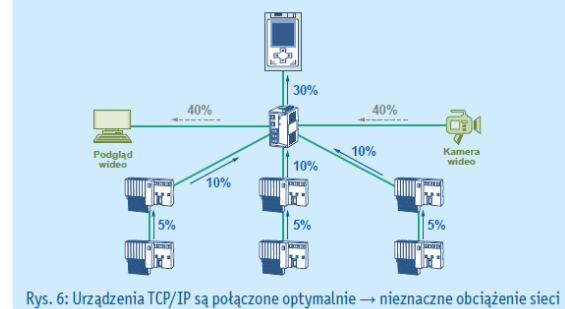 30%
40%
40%
Podgląd
wideo
Kamera
wideo
10%
10%
10%
5%
5%
5%
Rys. 6: Urządzenia TCP/IP są połączone optymalnie → nieznaczne obciążenie sieci